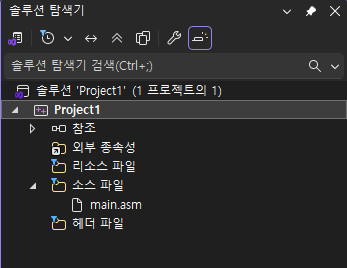 솔루션 탐색기
솔루션 탐색기 검색(Ctrl+;)
솔루션 'Project1' (1 프로젝트의 1)
Project1
참조
외부 종속성
리소스 파일
소스 파일
main.asm
헤더 파일